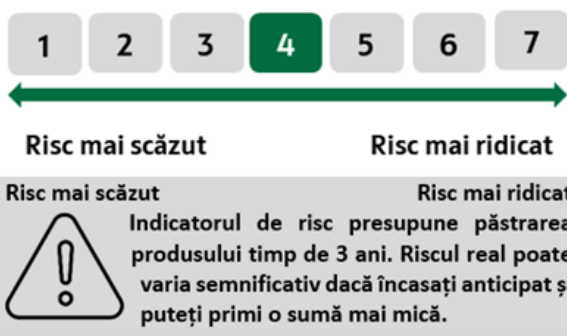 1 2 3 4 5 6 7
Risc mai scăzut Risc mai ridicat
Risc mai scăzut Risc mai ridicat
Indicatorul de risc presupune păstrarea
produsului timp de 3 ani. Riscul real poate
varia semnificativ dacă încasați anticipat ș
puteți primi o sumă mai mică.